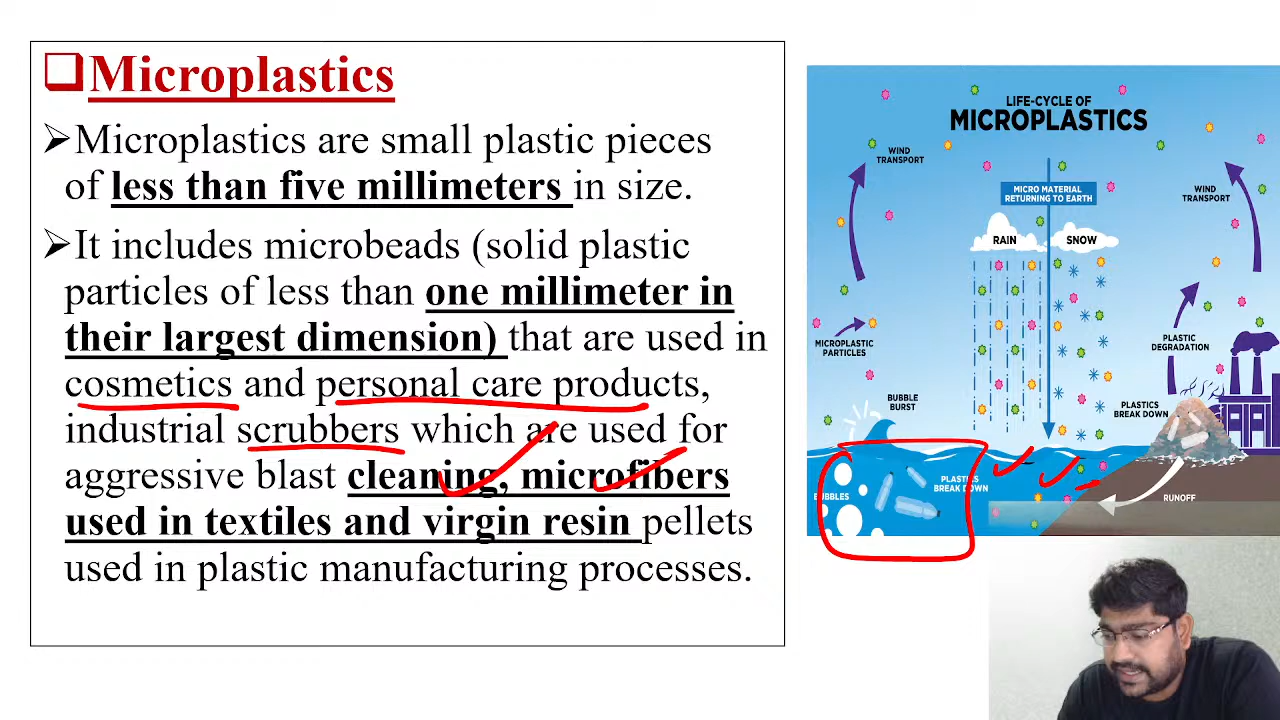 Microplastics
Microplastics are small plastic pieces
of less than five millimeters in size.
It includes microbeads (solid plastic
particles of less than one millimeter in
their largest dimension) that are used in
cosmetics and personal care products,
industrial scrubbers which are used for
aggressive blast cleaning, microfibers
used in textiles and virgin resin pellets
used in plastic manufacturing processes.
LIFE-CYCLE OF
MICROPLASTICS
WIND
TRANSPORT
MICRO MATERIAL
RETURNING TO EARTH
WIND
TRANSPORT
RAIN
SNOW
MICROPLASTIC
PARTICLES
PLASTIC
DEGRADATION
BUBBLE
BURST
PLASTICS
BREAK DOWN
PLASTICS
BREAK DOWN
BUBBLES
RUNOFF